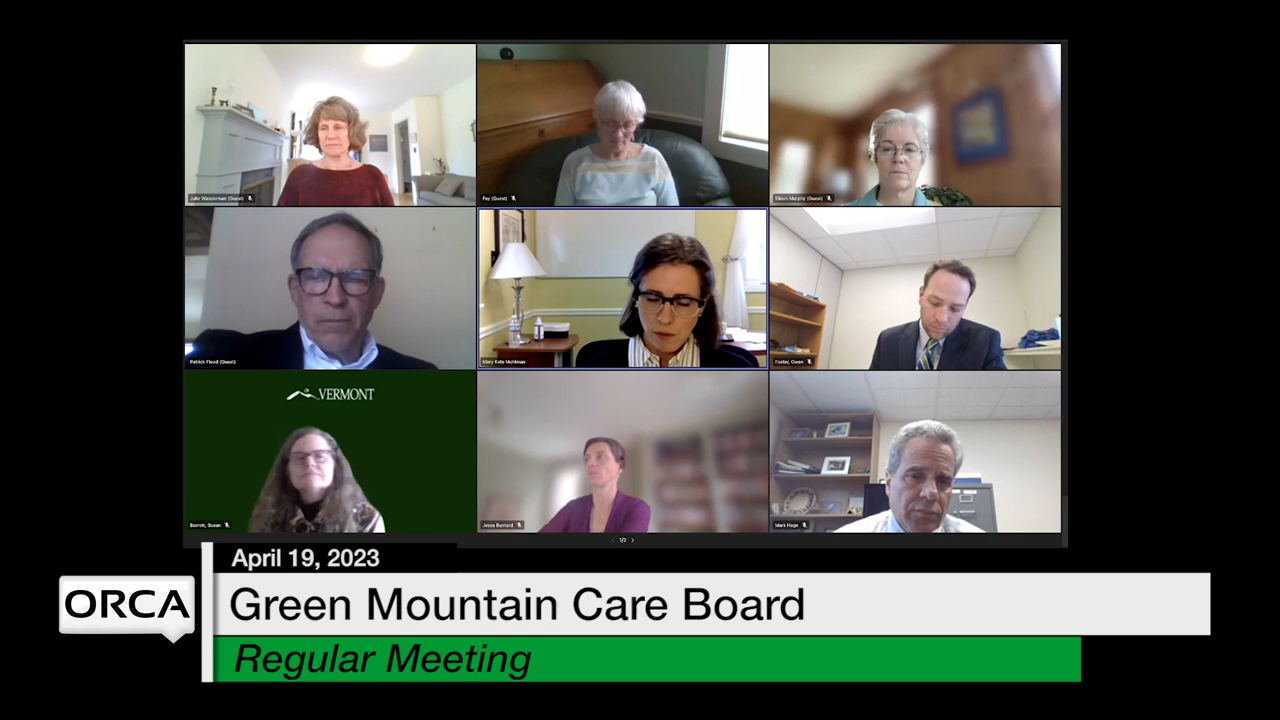 Julie Wasserman (Guest)
Pay (Guest)
Eileen Murphy (Guest)
Patrick Flood (Guest)
Mary Kate Mohlman
Foster, Owen
VERMONT
Barrett, Susan
Jessa Barnard
Mark Hage
1/2
April 19, 2023
ORCA
Green Mountain Care Board
Regular Meeting